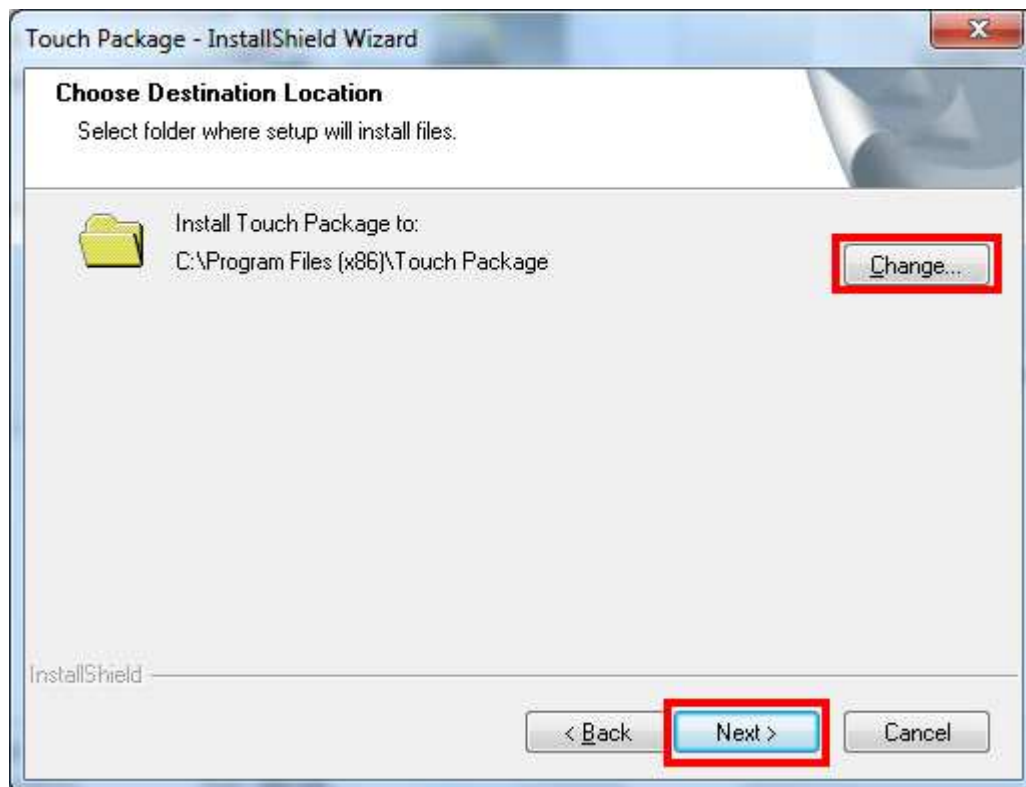 Touch Package - InstallShield Wizard
Choose Destination Location
Select folder where setup will install files.
Install Touch Package to:
C:\Program Files (x86)\Touch Package
Change...
InstallShield
< Back
Next >
Cancel